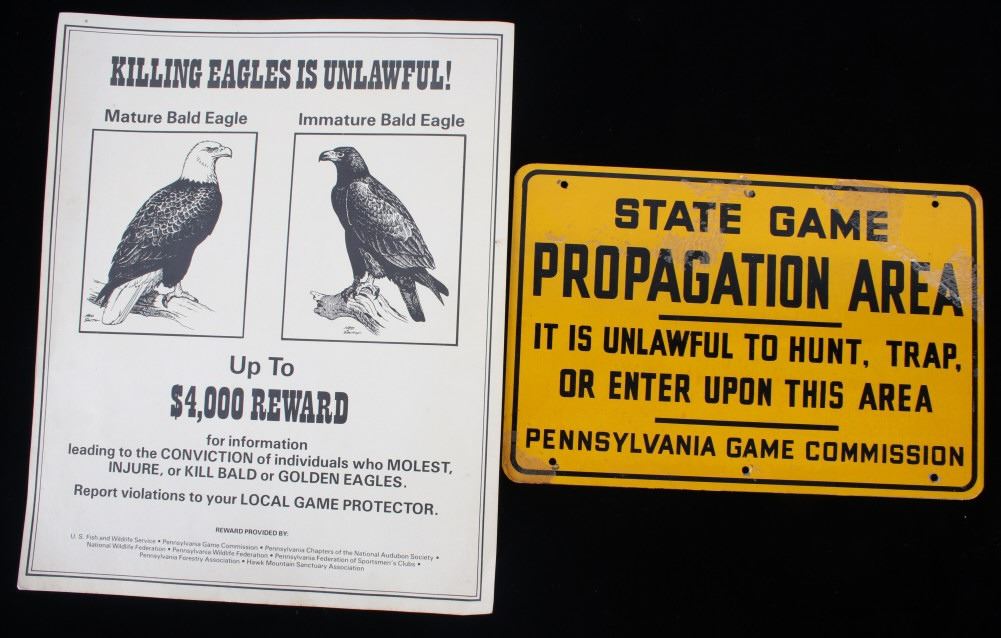 KILLING EAGLES IS UNLAWFUL!
Mature Bald Eagle
Immature Bald Eagle
Up To
$4,000 REWARD
for information
leading to the CONVICTION of individuals who MOLEST,
INJURE, or KILL BALD or GOLDEN EAGLES.
Report violations to your LOCAL GAME PROTECTOR.
REWARD PROVIDED BY:
U. S. Fish and Wildlife Service • Pennsylvania Game Commission • Pennsylvania Chapters of the National Audubon Society •
National Wildlife Federation • Pennsylvania Wildlife Federation • Pennsylvania Federation of Sportsmen's Clubs •
Pennsylvania Forestry Association • Hawk Mountain Sanctuary Association
STATE GAME
PROPAGATION AREA
IT IS UNLAWFUL TO HUNT, TRAP,
OR ENTER UPON THIS AREA
PENNSYLVANIA GAME COMMISSION